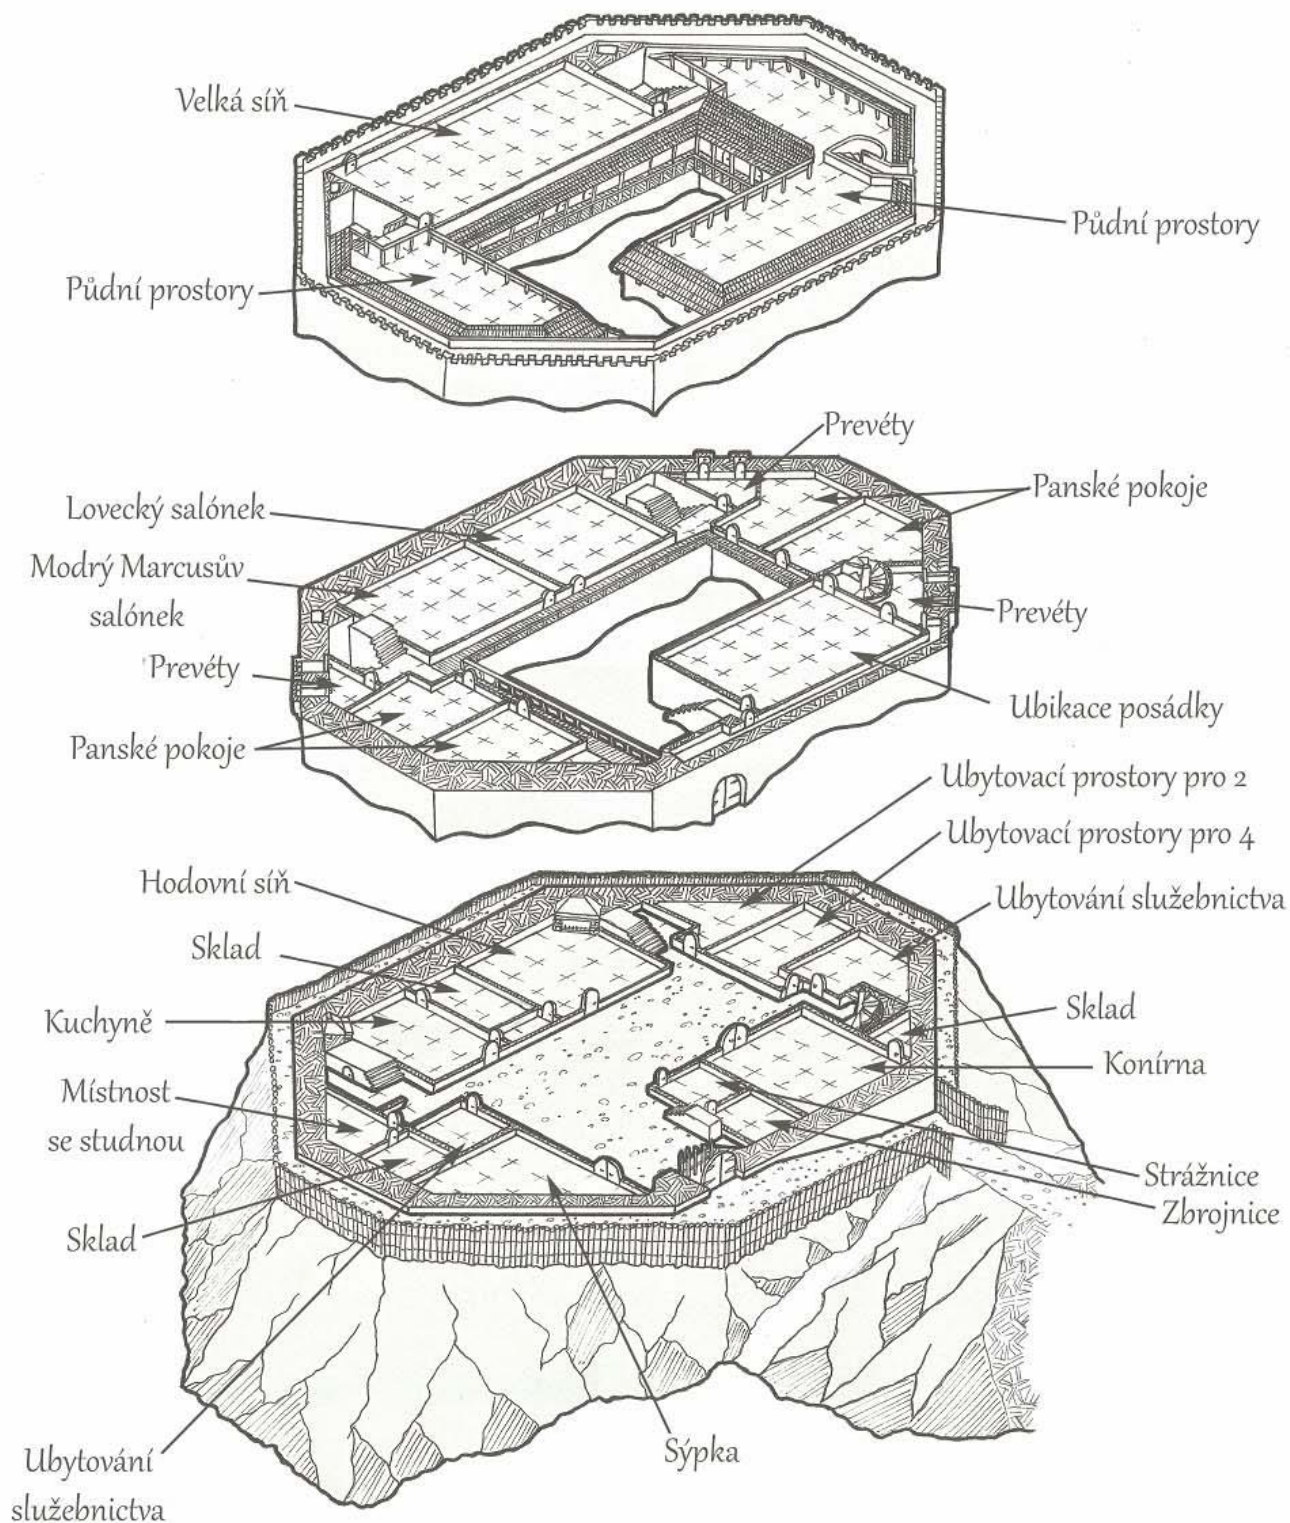 Velká síň
Půdní prostory
Půdní prostory
Prevéty
Lovecký salónek
Panské pokoje
Modrý Marcusův
salónek
Prevéty
Prevéty
Ubikace posádky
Panské pokoje
Ubytovací prostory pro 2
Ubytovací prostory pro 4
Hodovní síň
Ubytování služebnictva
Sklad
Sklad
Kuchyně
Konírna
Místnost
se studnou
Strážnice
Zbrojnice
Sklad
Sýpka
Ubytování
služebnictva